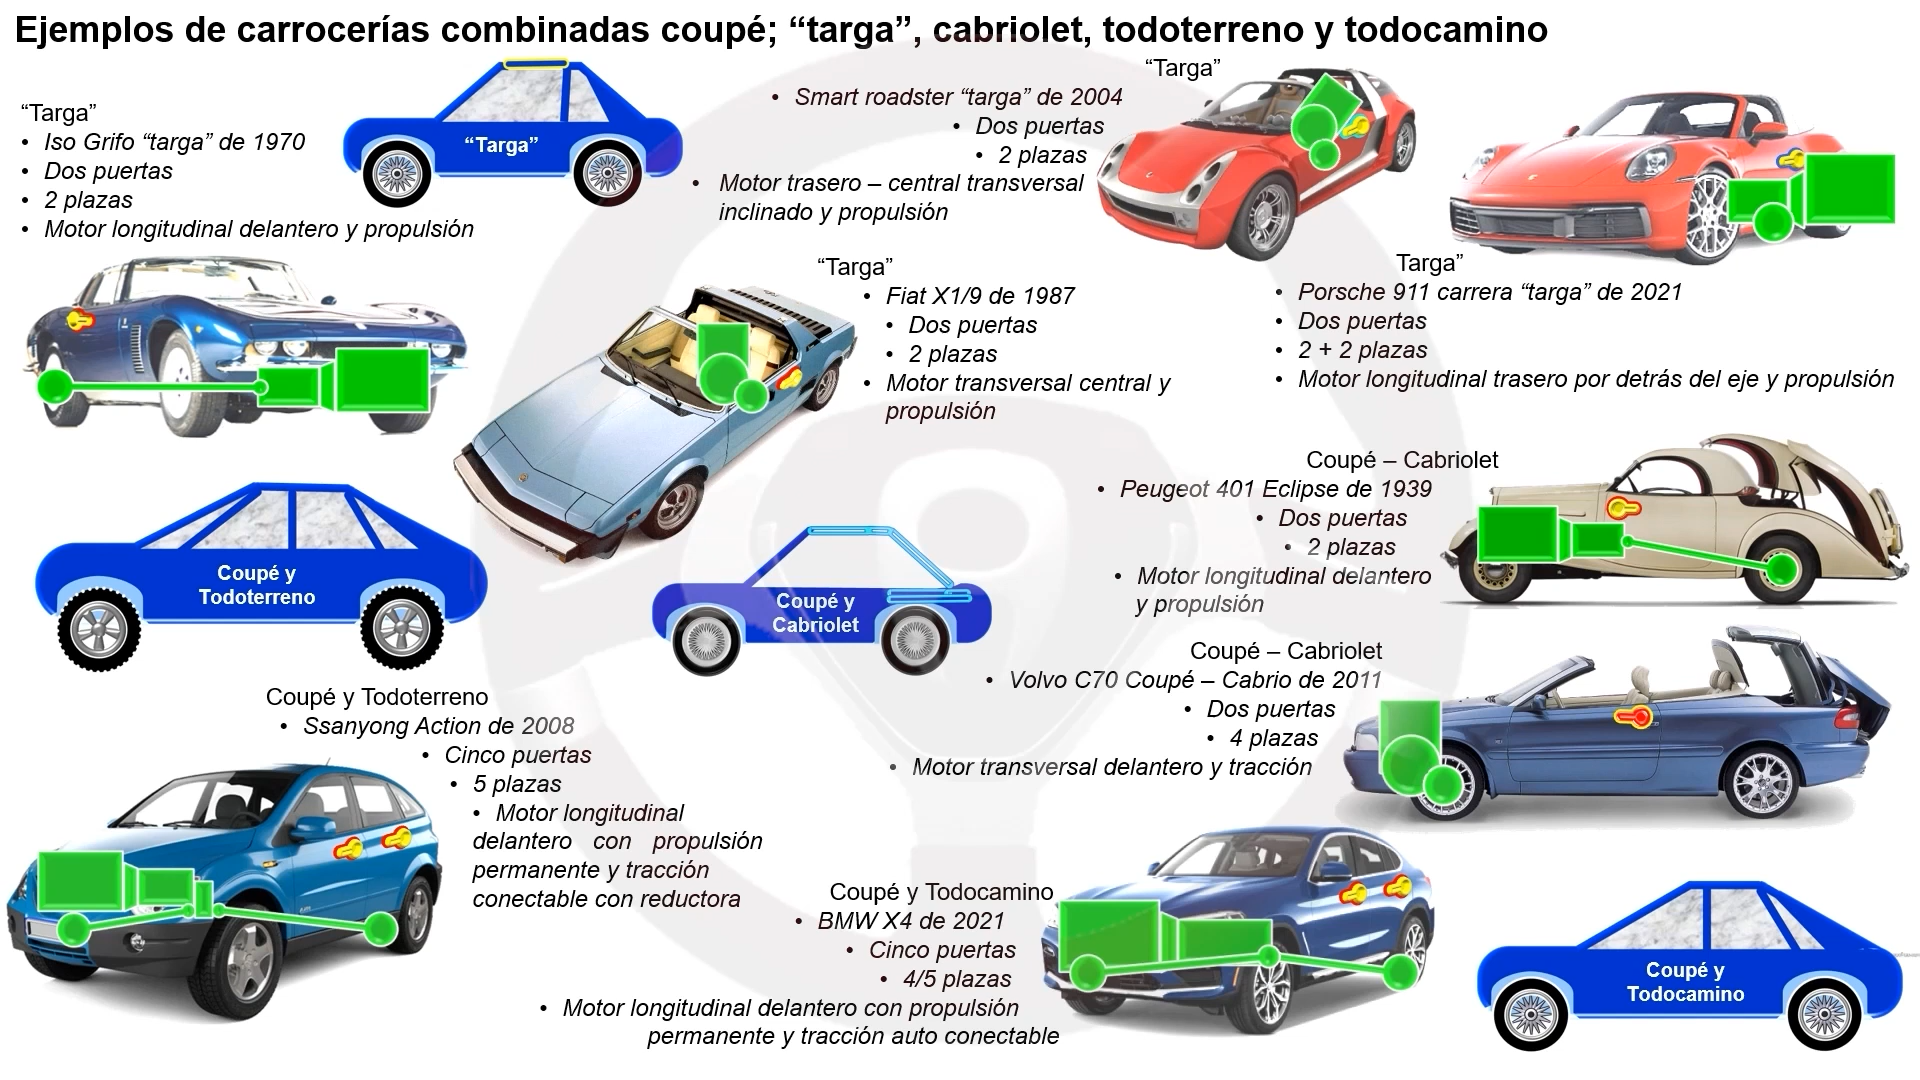 Ejemplos de carrocerías combinadas coupé; “targa”, cabriolet, todoterreno y todocamino
“Targa”
• Iso Grifo “targa” de 1970
• Dos puertas
• 2 plazas
• Motor longitudinal delantero y propulsión
“Targa”
“Targa”
• Smart roadster “targa” de 2004
• Dos puertas
• 2 plazas
• Motor trasero – central transversal
inclinado y propulsión
“Targa”
• Fiat X1/9 de 1987
• Dos puertas
• 2 plazas
• Motor transversal central y
propulsión
Targa”
• Porsche 911 carrera “targa” de 2021
• Dos puertas
• 2 + 2 plazas
• Motor longitudinal trasero por detrás del eje y propulsión
Coupé – Cabriolet
• Peugeot 401 Eclipse de 1939
• Dos puertas
• 2 plazas
• Motor longitudinal delantero
y propulsión
Coupé y
Todoterreno
Coupé y
Cabriolet
Coupé – Cabriolet
• Volvo C70 Coupé – Cabrio de 2011
• Dos puertas
• 4 plazas
• Motor transversal delantero y tracción
Coupé y Todoterreno
• Ssanyong Action de 2008
• Cinco puertas
• 5 plazas
• Motor longitudinal
delantero con propulsión
permanente y tracción
conectable con reductora
Coupé y Todocamino
• BMW X4 de 2021
• Cinco puertas
• 4/5 plazas
• Motor longitudinal delantero con propulsión
permanente y tracción auto conectable
Coupé y
Todocamino